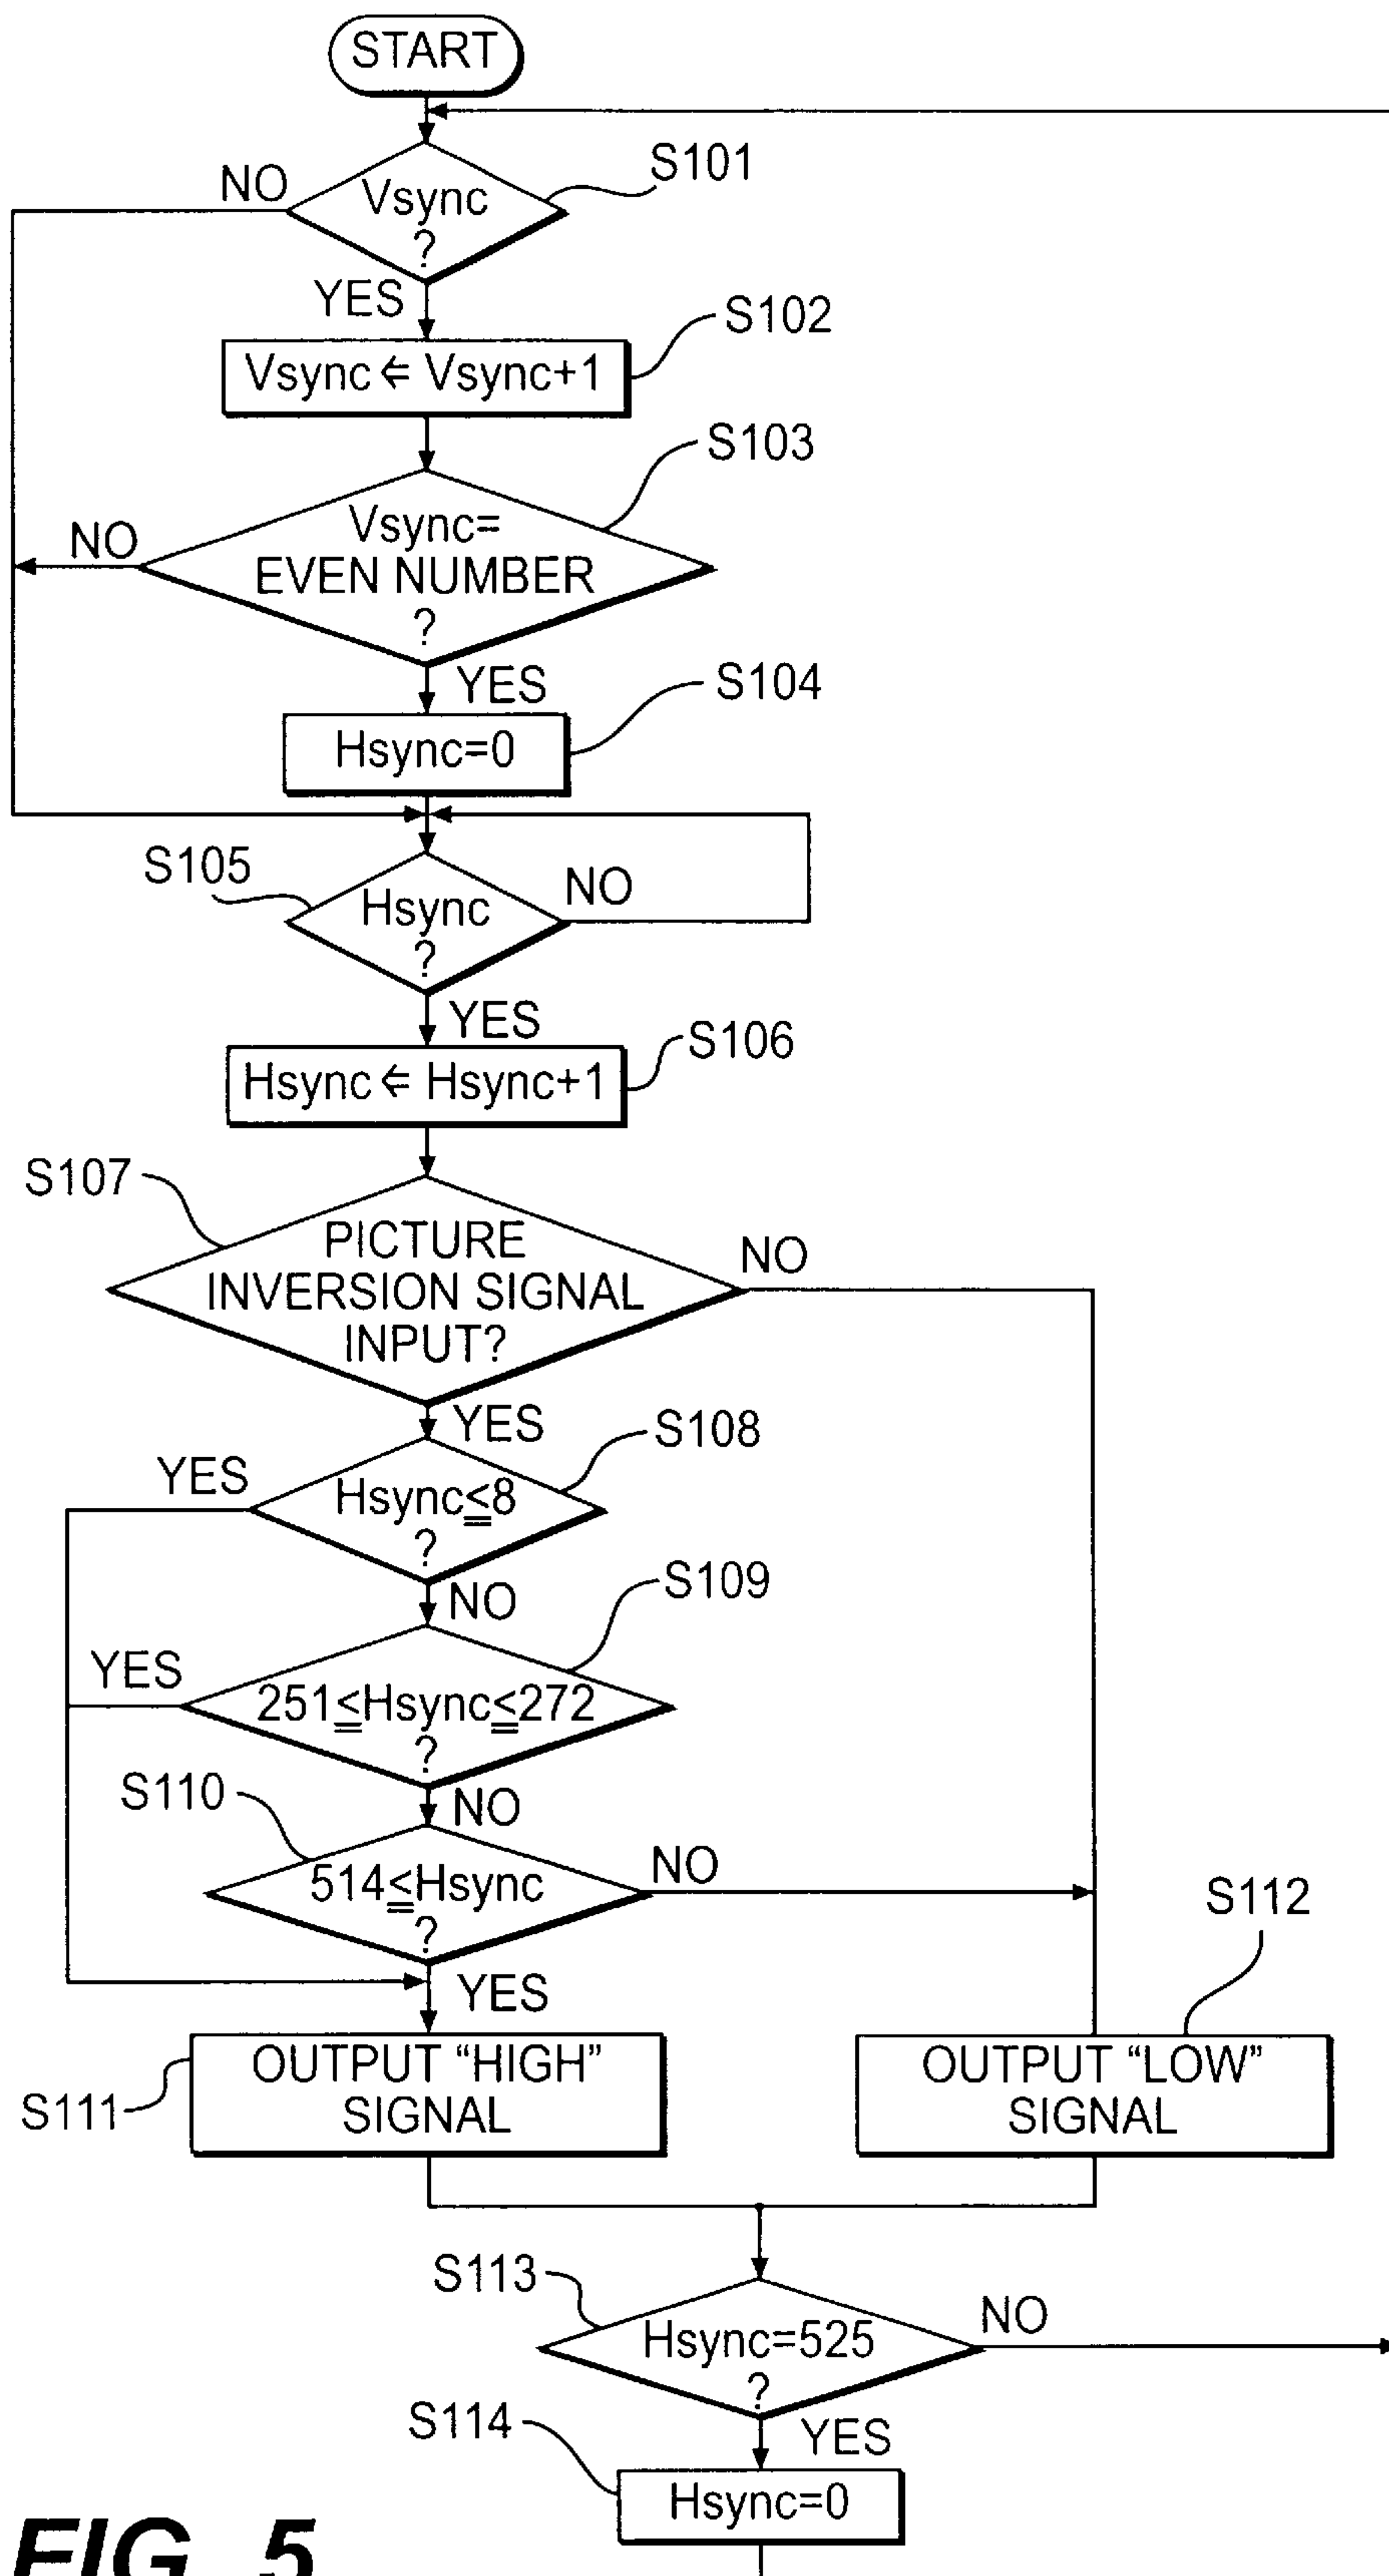 START
NO
Vsync
?
S101
YES
S102
Vsync ⇐ Vsync+1
S103
NO
Vsync=
EVEN NUMBER
?
YES
S104
Hsync=0
S105
Hsync
?
NO
YES
S106
Hsync ⇐ Hsync+1
S107
PICTURE
INVERSION SIGNAL
INPUT?
NO
YES
S108
YES
Hsync≦8
?
NO
S109
YES
251≦Hsync≦272
?
S110
NO
514≦Hsync
?
NO
S112
YES
OUTPUT “HIGH”
SIGNAL
S111
OUTPUT “LOW”
SIGNAL
S113
Hsync=525
?
NO
S114
YES
Hsync=0
FIG. 5